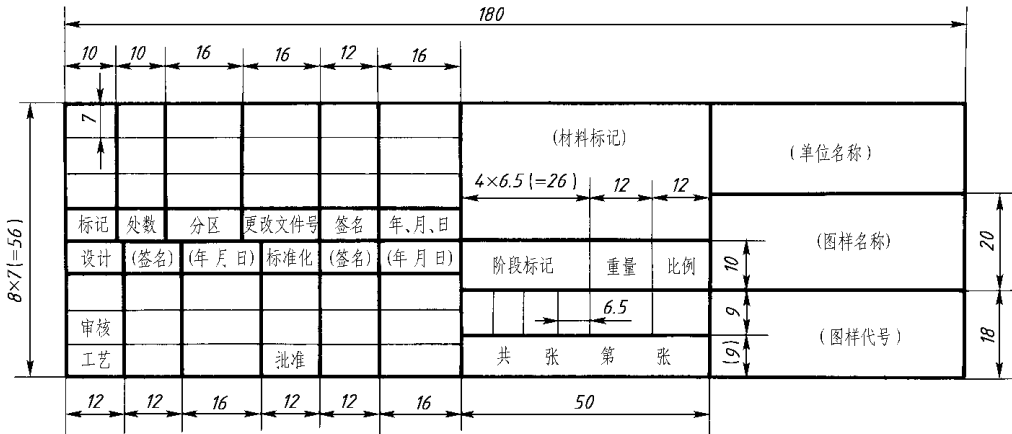 180
10 10 16 16 12 16
7
(材料标记)
(单位名称)
4×6.5(=26) 12 12
标记 处数 分区 更改文件号 签名 年、月、日
(图样名称)
20
8×7(=56)
设计 (签名) (年月日) 标准化 (签名) (年月日)
阶段标记 重量 比例
10
6.5
9
审核
(图样代号)
18
工艺 批准
共 张 第 张
(9)
12 12 16 12 12 16 50